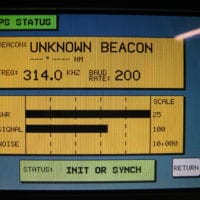 PS STATUS
BEACON: UNKNOWN BEACON
---.- NM
FREQ: 314.0 KHZ BAUD RATE: 200
SCALE
SNR 25
SIGNAL 100
NOISE 10,000
STATUS: INIT OR SYNCH
RETURN